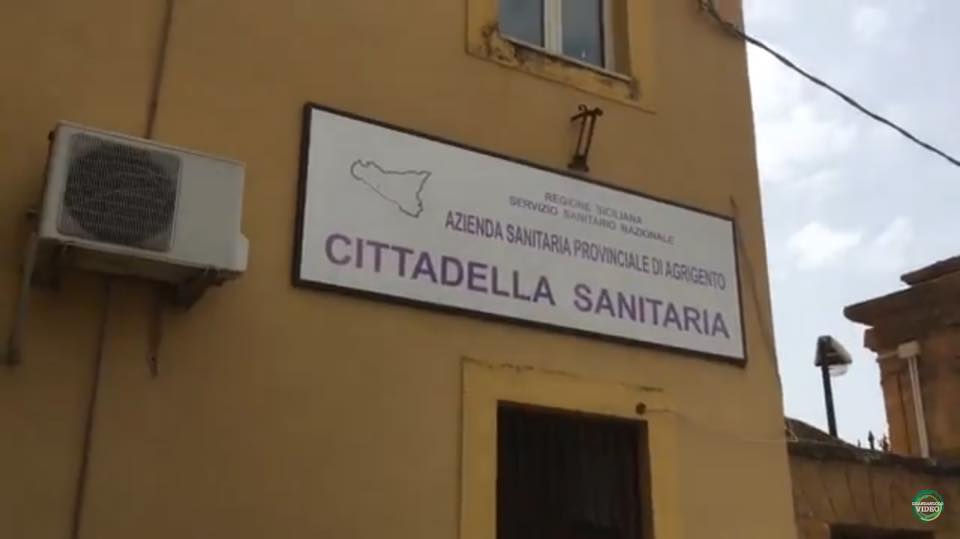 REGIONE SICILIANA
SERVIZIO SANITARIO NAZIONALE
AZIENDA SANITARIA PROVINCIALE DI AGRIGENTO
CITTADELLA SANITARIA
VIDEO